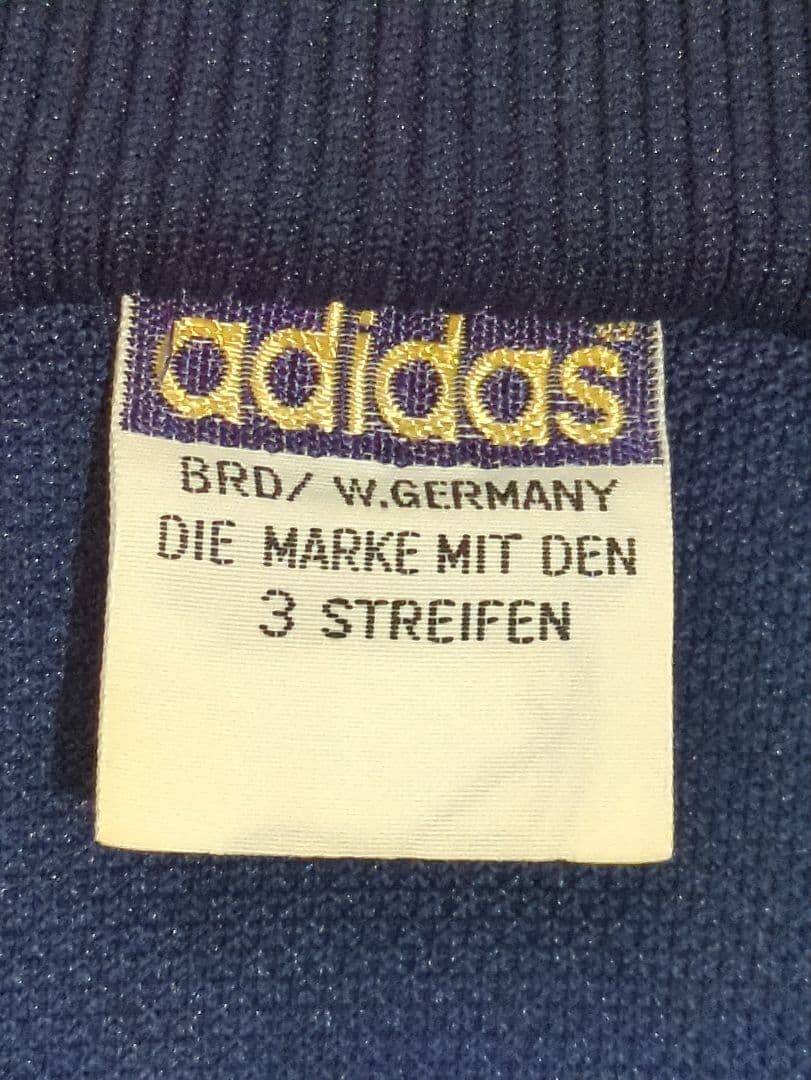 adidas
BRD/ W.GERMANY
DIE MARKE MIT DEN
3 STREIFEN